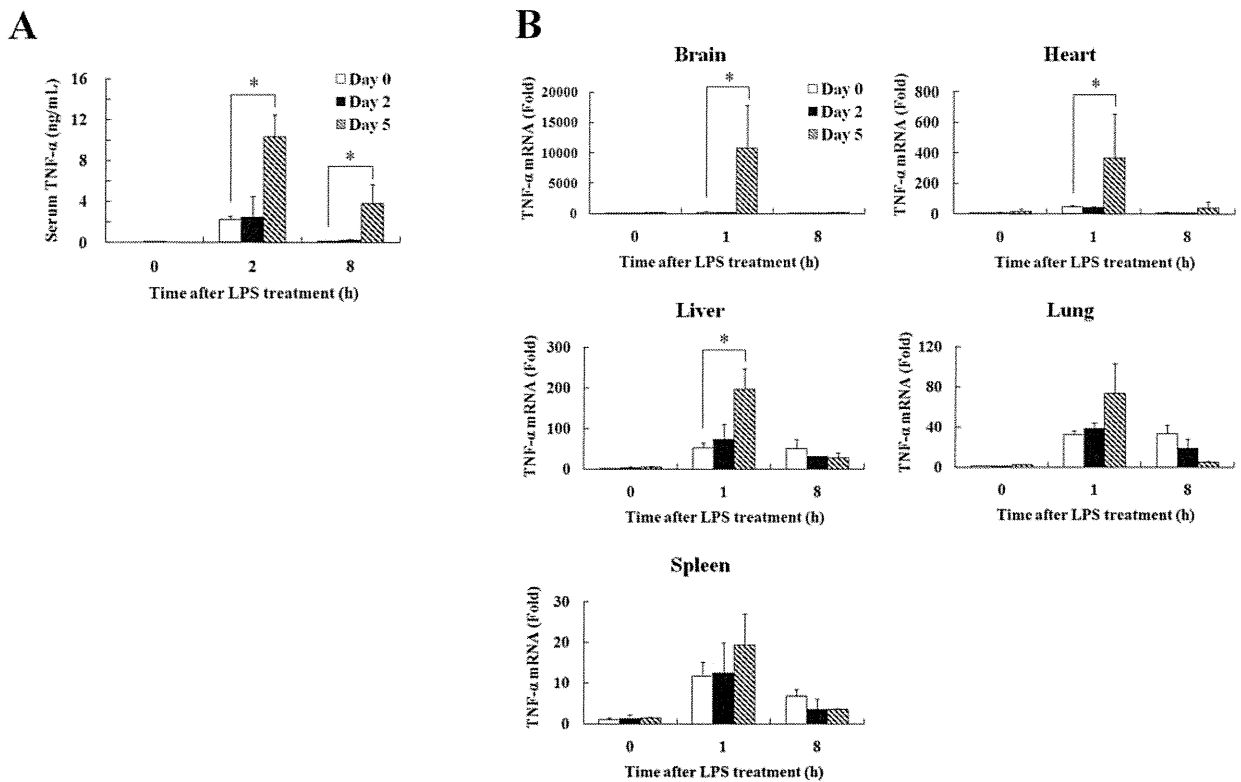 A
Serum TNF-α (ng/mL)
16
12
8
4
0
*
*
Day 0
Day 2
Day 5
0 2 8
Time after LPS treatment (h)
B
Brain
TNF-α mRNA (Fold)
20000
15000
10000
5000
0
*
Day 0
Day 2
Day 5
0 1 8
Time after LPS treatment (h)
Heart
TNF-α mRNA (Fold)
800
600
400
200
0
*
0 1 8
Time after LPS treatment (h)
Liver
TNF-α mRNA (Fold)
300
200
100
0
*
0 1 8
Time after LPS treatment (h)
Lung
TNF-α mRNA (Fold)
120
80
40
0
0 1 8
Time after LPS treatment (h)
Spleen
TNF-α mRNA (Fold)
30
20
10
0
0 1 8
Time after LPS treatment (h)